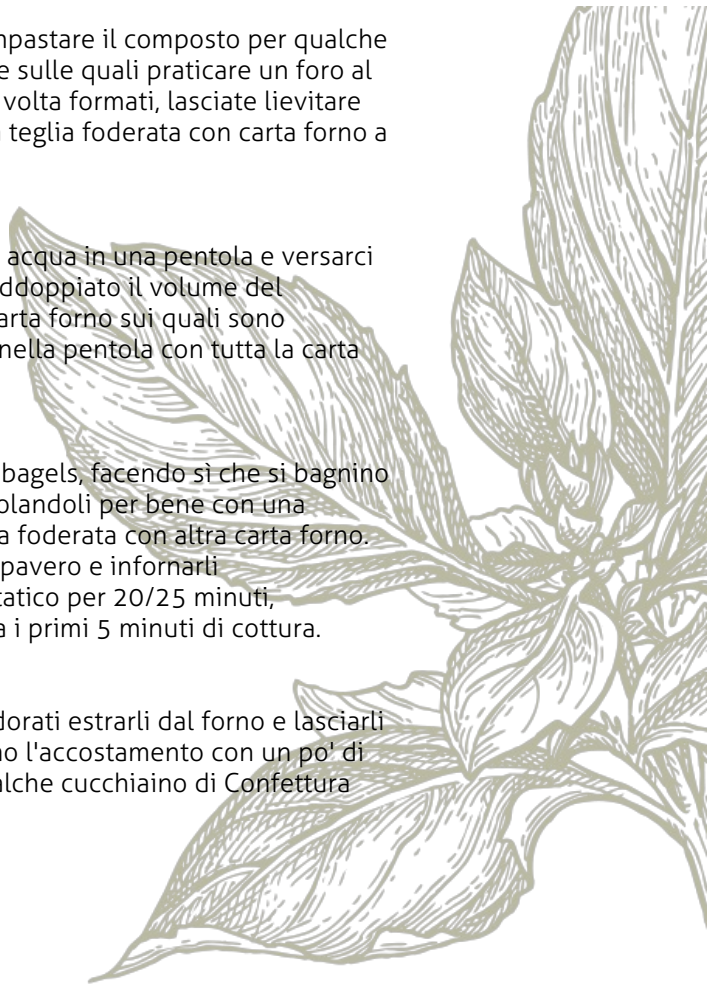 mpastare il composto per qualche
e sulle quali praticare un foro al
volta formati, lasciate lievitare
teglia foderata con carta forno a
acqua in una pentola e versarci
ddoppiato il volume del
arta forno sui quali sono
nella pentola con tutta la carta
bagels, facendo sì che si bagnino
olandoli per bene con una
a foderata con altra carta forno.
pavero e infornarli
tatico per 20/25 minuti,
a i primi 5 minuti di cottura.
dorati estrarli dal forno e lasciarli
no l'accostamento con un po' di
alche cucchiaino di Confettura